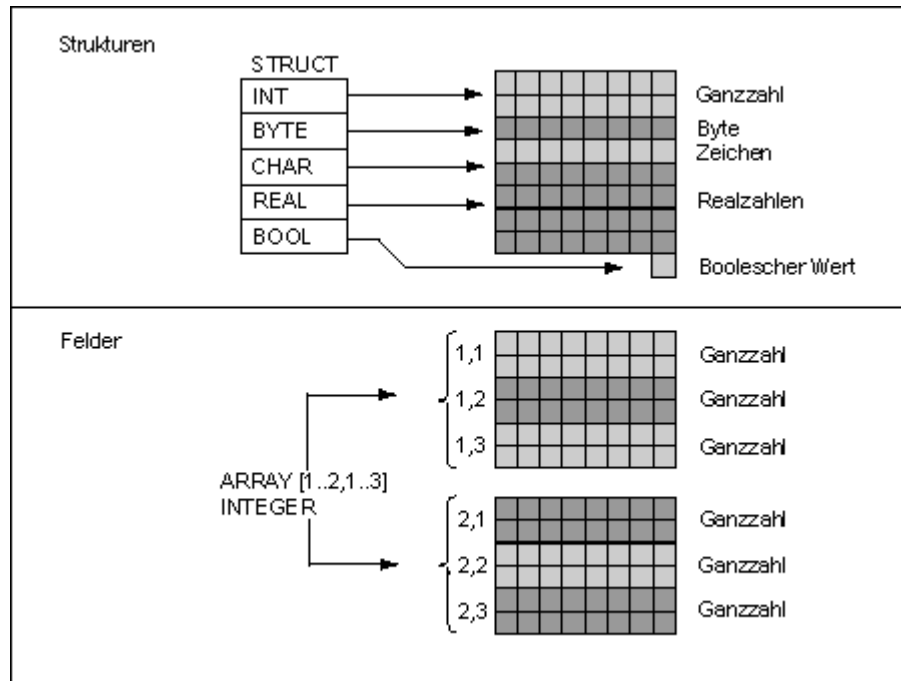 Strukturen
STRUCT
INT
Ganzzahl
BYTE
Byte
Zeichen
CHAR
REAL
Realzahlen
BOOL
Boolescher Wert
Felder
1,1
Ganzzahl
1,2
Ganzzahl
1,3
Ganzzahl
ARRAY [1..2,1..3]
INTEGER
2,1
Ganzzahl
2,2
Ganzzahl
2,3
Ganzzahl